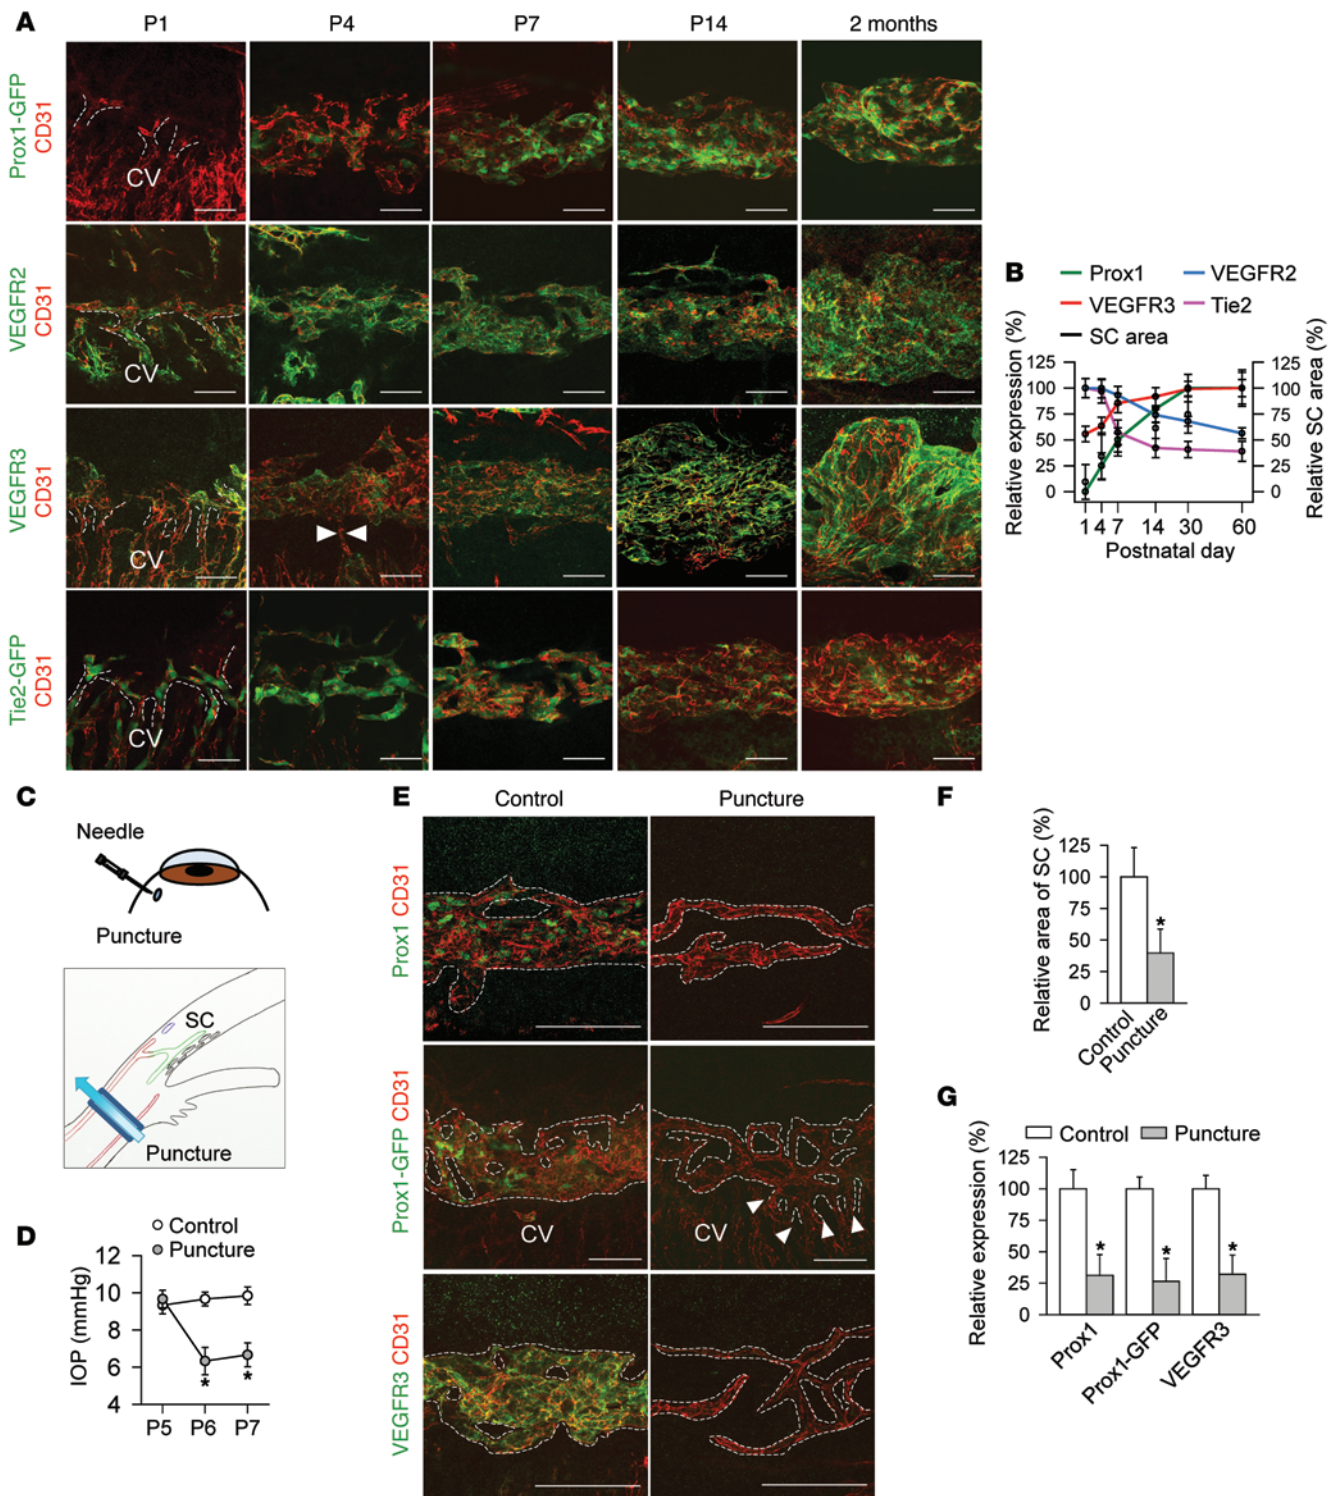 A
P1 P4 P7 P14 2 months
Prox1-GFP
CD31
CV
VEGFR2
CD31
CV
VEGFR3
CD31
CV
Tie2-GFP
CD31
CV
B
Prox1 VEGFR2
VEGFR3 Tie2
SC area
Relative expression (%)
125
100
75
50
25
0
Relative SC area (%)
125
100
75
50
25
0
1 4 7 14 30 60
Postnatal day
C
Needle
Puncture
SC
Puncture
D
Control
Puncture
IOP (mmHg)
12
10
8
6
4
* *
P5 P6 P7
E
Control Puncture
Prox1 CD31
Prox1-GFP CD31
CV CV
VEGFR3 CD31
F
Relative area of SC (%)
125
100
75
50
25
0
*
Control
Puncture
G
Control Puncture
Relative expression (%)
125
100
75
50
25
0
* * *
Prox1
Prox1-GFP
VEGFR3